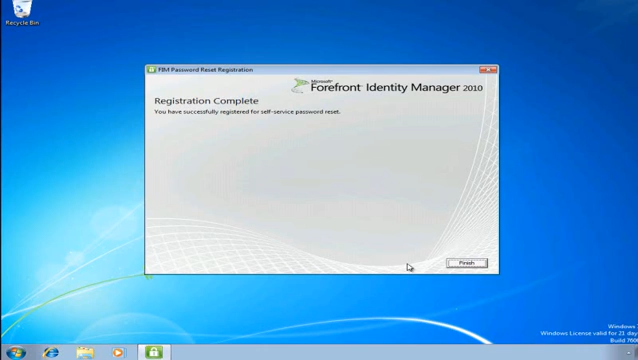 Recycle Bin
FIM Password Reset Registration
Microsoft
Forefront Identity Manager 2010
Registration Complete
You have successfully registered for self-service password reset.
Finish
Windows
Windows License valid for 21 day
Build 760